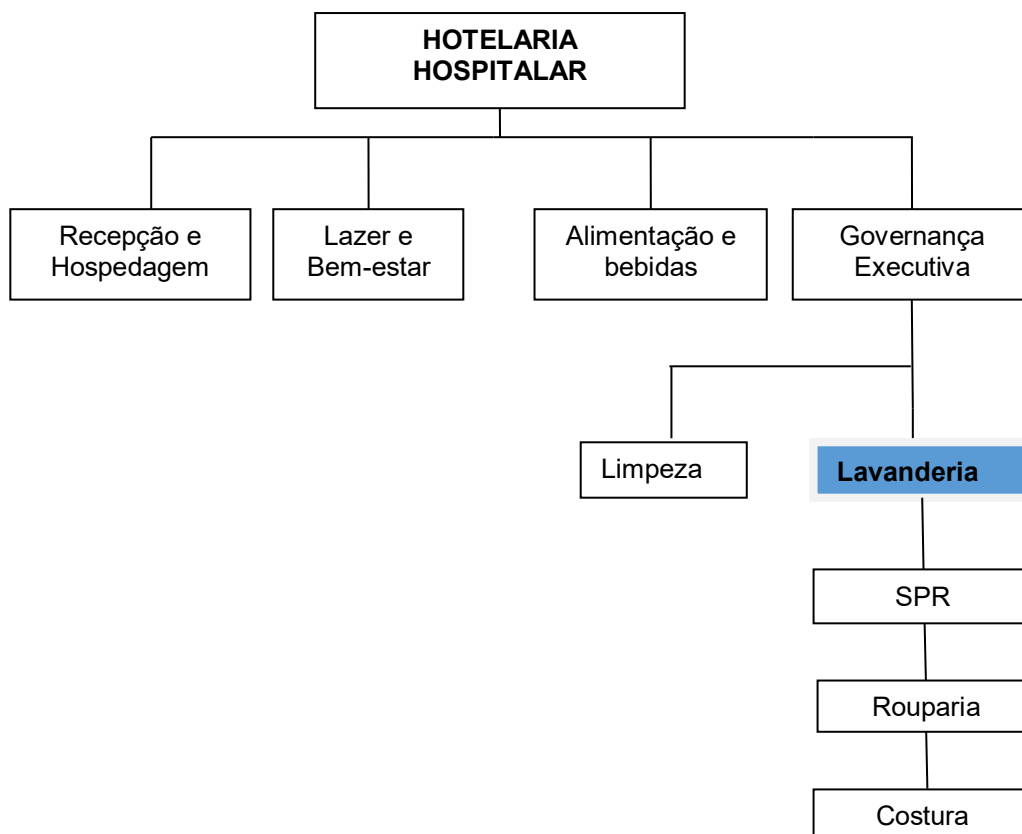 HOTELARIA
HOSPITALAR
Recepção e
Hospedagem
Lazer e
Bem-estar
Alimentação e
bebidas
Governança
Executiva
Limpeza
Lavanderia
SPR
Rouparia
Costura